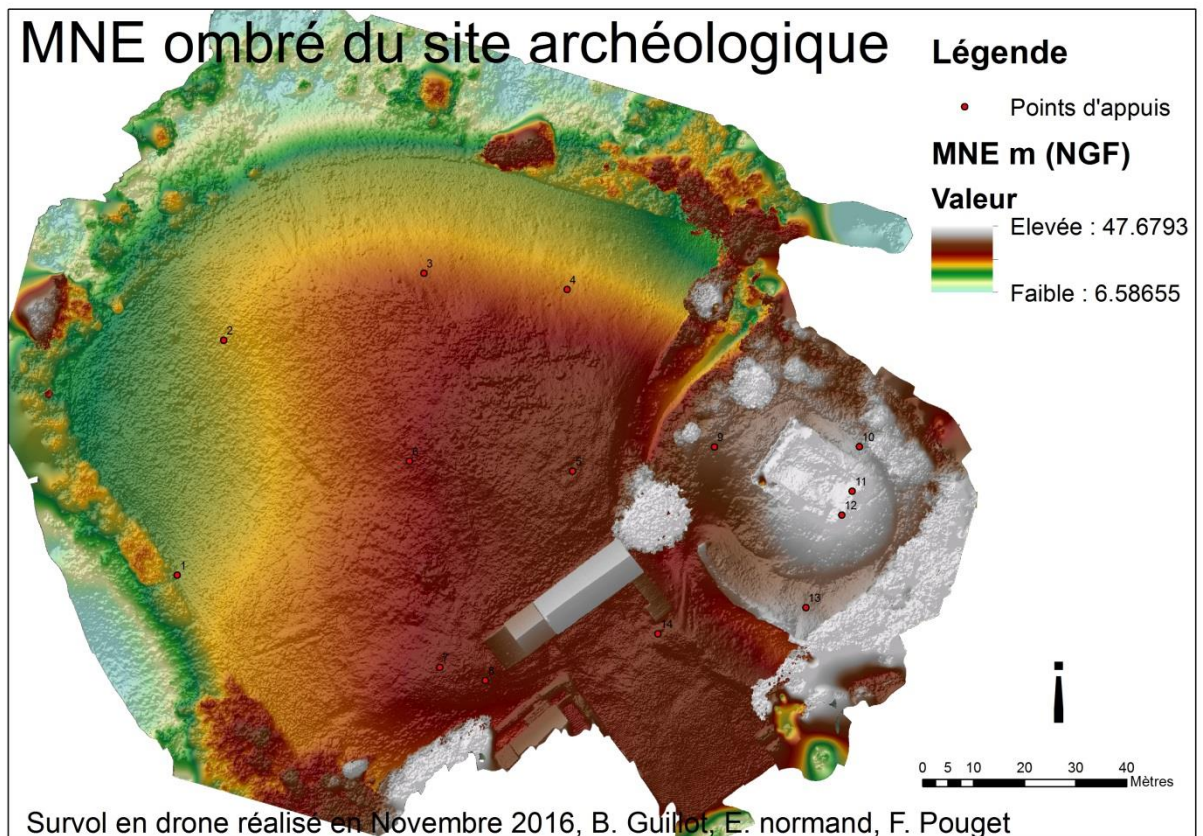 MNE ombré du site archéologique
Légende
Points d'appuis
MNE m (NGF)
Valeur
Elevée : 47.6793
Faible : 6.58655
3
4
2
9
10
5
11
12
1
13
14
0 5 10 20 30 40
Mètres
Survol en drone réalisé en Novembre 2016, B. Guillot, E. normand, F. Pouget